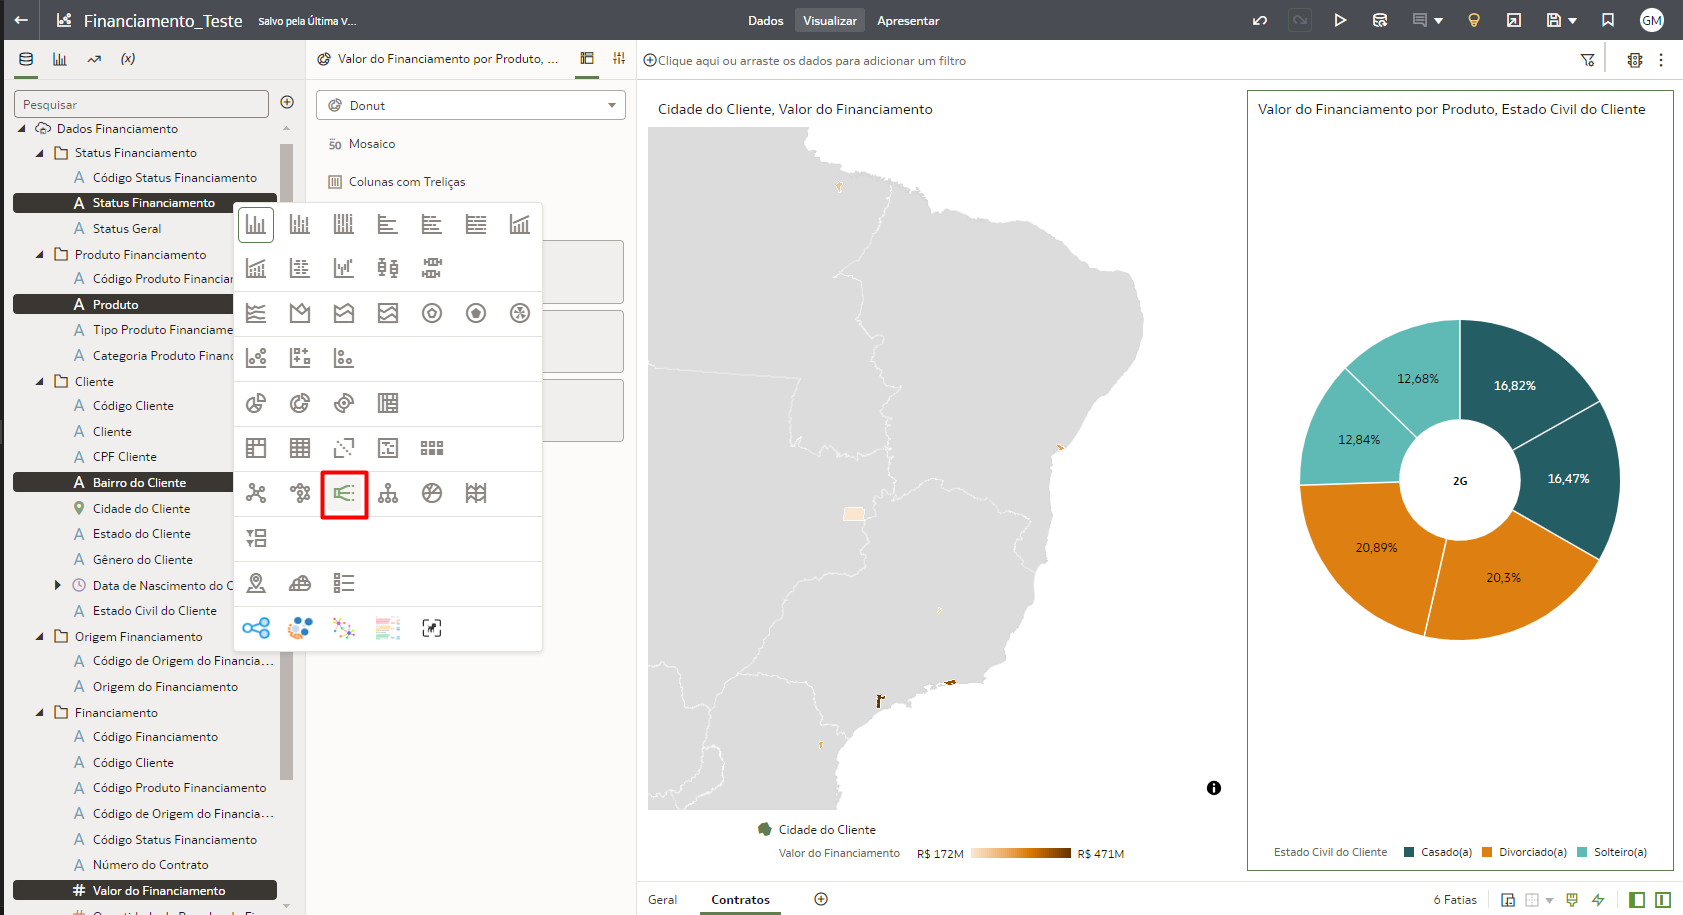 Financiamento_Teste
Salvo pela Última V...
Dados
Visualizar
Apresentar
GM
(x)
Valor do Financiamento por Produto, ...
Clique aqui ou arraste os dados para adicionar um filtro
Pesquisar
Donut
50 Mosaico
Colunas com Treliças
Dados Financiamento
Status Financiamento
A Código Status Financiamento
A Status Financiamento
A Status Geral
Produto Financiamento
A Código Produto Financiar
A Produto
A Tipo Produto Financiame
A Categoria Produto Financ
Cliente
A Código Cliente
A Cliente
A CPF Cliente
A Bairro do Cliente
Cidade do Cliente
A Estado do Cliente
A Gênero do Cliente
Data de Nascimento do C
A Estado Civil do Cliente
Origem Financiamento
A Código de Origem do Financia...
A Origem do Financiamento
Financiamento
A Código Financiamento
A Código Cliente
A Código Produto Financiamento
A Código de Origem do Financia...
A Código Status Financiamento
A Número do Contrato
# Valor do Financiamento
Cidade do Cliente, Valor do Financiamento
Cidade do Cliente
Valor do Financiamento R$ 172M R$ 471M
Valor do Financiamento por Produto, Estado Civil do Cliente
12,68%
16,82%
12,84%
16,47%
2G
20,89%
20,3%
Estado Civil do Cliente Casado(a) Divorciado(a) Solteiro(a)
Geral
Contratos
6 Fatias